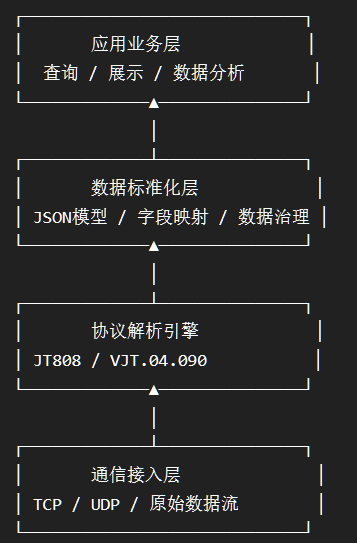 应用业务层
查询 / 展示 / 数据分析
数据标准化层
JSON模型 / 字段映射 / 数据治理
协议解析引擎
JT808 / VJT.04.090
通信接入层
TCP / UDP / 原始数据流